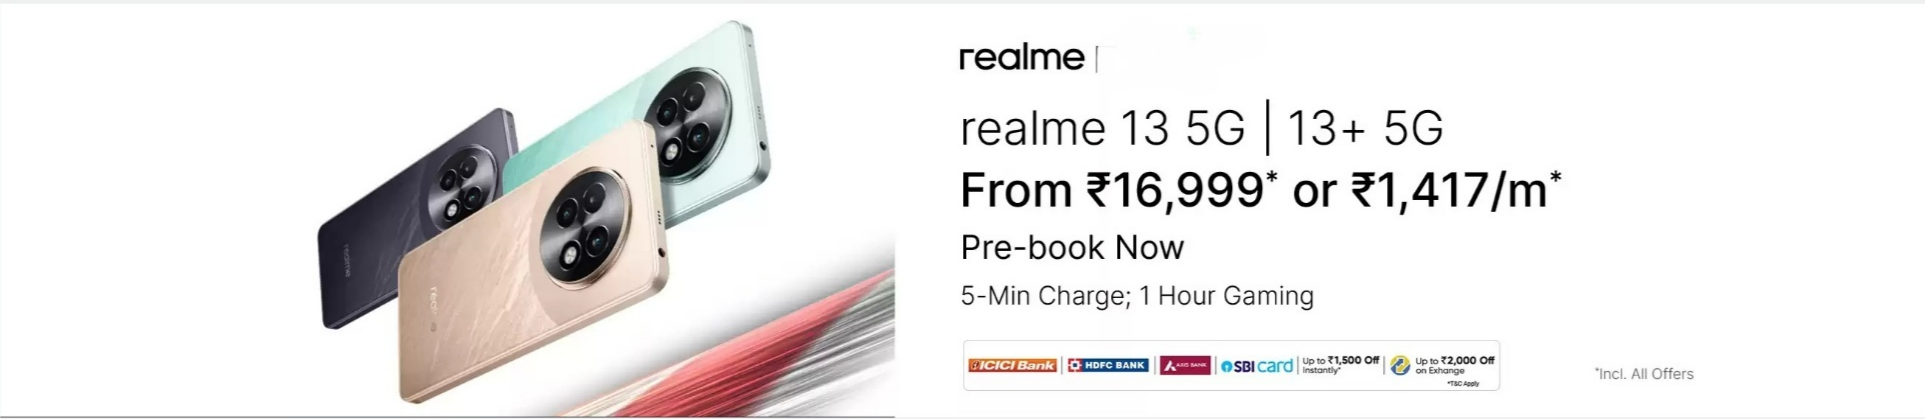 realme
realme 13 5G | 13+ 5G
From ₹16,999* or ₹1,417/m*
Pre-book Now
5-Min Charge; 1 Hour Gaming
ICICI Bank | HDFC BANK | AXIS BANK | SBI card | Up to ₹1,500 Off Instantly* | Up to ₹2,000 Off on Exhange
*T&C Apply
*Incl. All Offers
realme